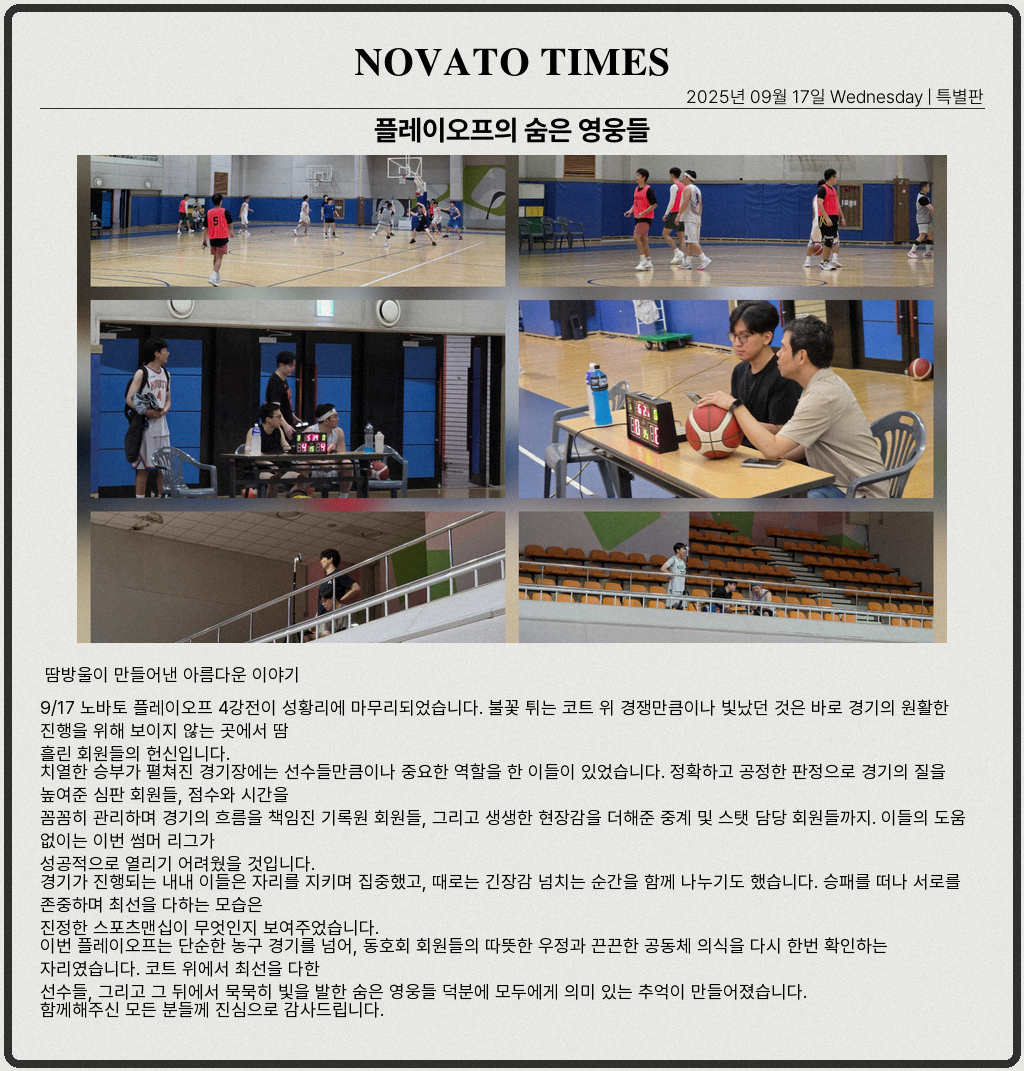 NOVATO TIMES
2025년 09월 17일 Wednesday | 특별판
플레이오프의 숨은 영웅들
5
땀방울이 만들어낸 아름다운 이야기
9/17 노바토 플레이오프 4강전이 성황리에 마무리되었습니다. 불꽃 튀는 코트 위 경쟁만큼이나 빛났던 것은 바로 경기의 원활한
진행을 위해 보이지 않는 곳에서 땀
흘린 회원들의 헌신입니다.
치열한 승부가 펼쳐진 경기장에는 선수들만큼이나 중요한 역할을 한 이들이 있었습니다. 정확하고 공정한 판정으로 경기의 질을
높여준 심판 회원들, 점수와 시간을
꼼꼼히 관리하며 경기의 흐름을 책임진 기록원 회원들, 그리고 생생한 현장감을 더해준 중계 및 스탯 담당 회원들까지. 이들의 도움
없이는 이번 썸머 리그가
성공적으로 열리기 어려웠을 것입니다.
경기가 진행되는 내내 이들은 자리를 지키며 집중했고, 때로는 긴장감 넘치는 순간을 함께 나누기도 했습니다. 승패를 떠나 서로를
존중하며 최선을 다하는 모습은
진정한 스포츠맨십이 무엇인지 보여주었습니다.
이번 플레이오프는 단순한 농구 경기를 넘어, 동호회 회원들의 따뜻한 우정과 끈끈한 공동체 의식을 다시 한번 확인하는
자리였습니다. 코트 위에서 최선을 다한
선수들, 그리고 그 뒤에서 묵묵히 빛을 발한 숨은 영웅들 덕분에 모두에게 의미 있는 추억이 만들어졌습니다.
함께해주신 모든 분들께 진심으로 감사드립니다.